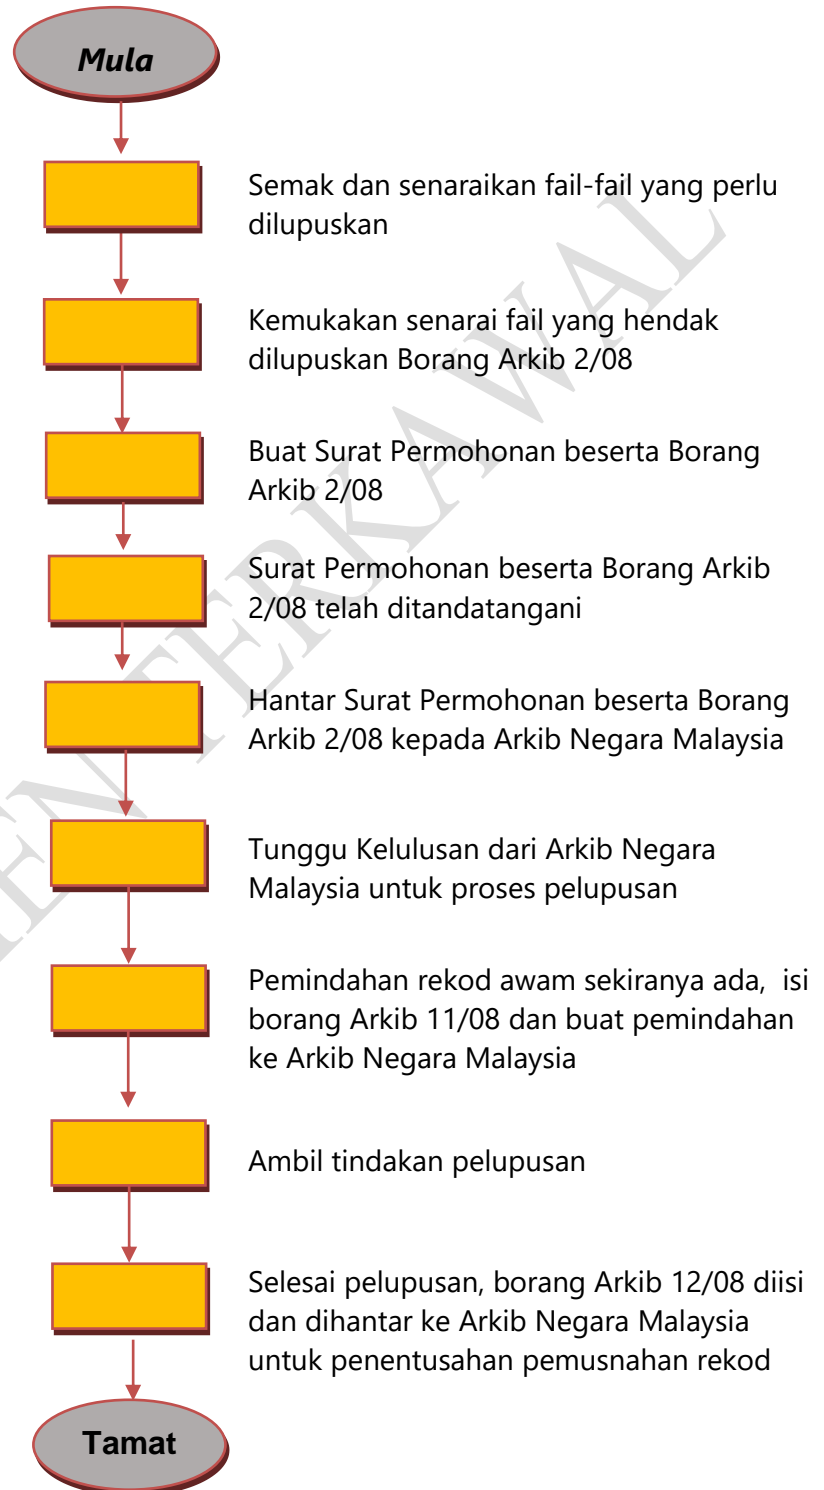 Mula
Semak dan senaraikan fail-fail yang perlu
dilupuskan
Kemukakan senarai fail yang hendak
dilupuskan Borang Arkib 2/08
Buat Surat Permohonan beserta Borang
Arkib 2/08
Surat Permohonan beserta Borang Arkib
2/08 telah ditandatangani
Hantar Surat Permohonan beserta Borang
Arkib 2/08 kepada Arkib Negara Malaysia
Tunggu Kelulusan dari Arkib Negara
Malaysia untuk proses pelupusan
Pemindahan rekod awam sekiranya ada,  isi
borang Arkib 11/08 dan buat pemindahan
ke Arkib Negara Malaysia
Ambil tindakan pelupusan
Selesai pelupusan, borang Arkib 12/08 diisi
dan dihantar ke Arkib Negara Malaysia
untuk penentusahan pemusnahan rekod
Tamat
EN TERKAWAL